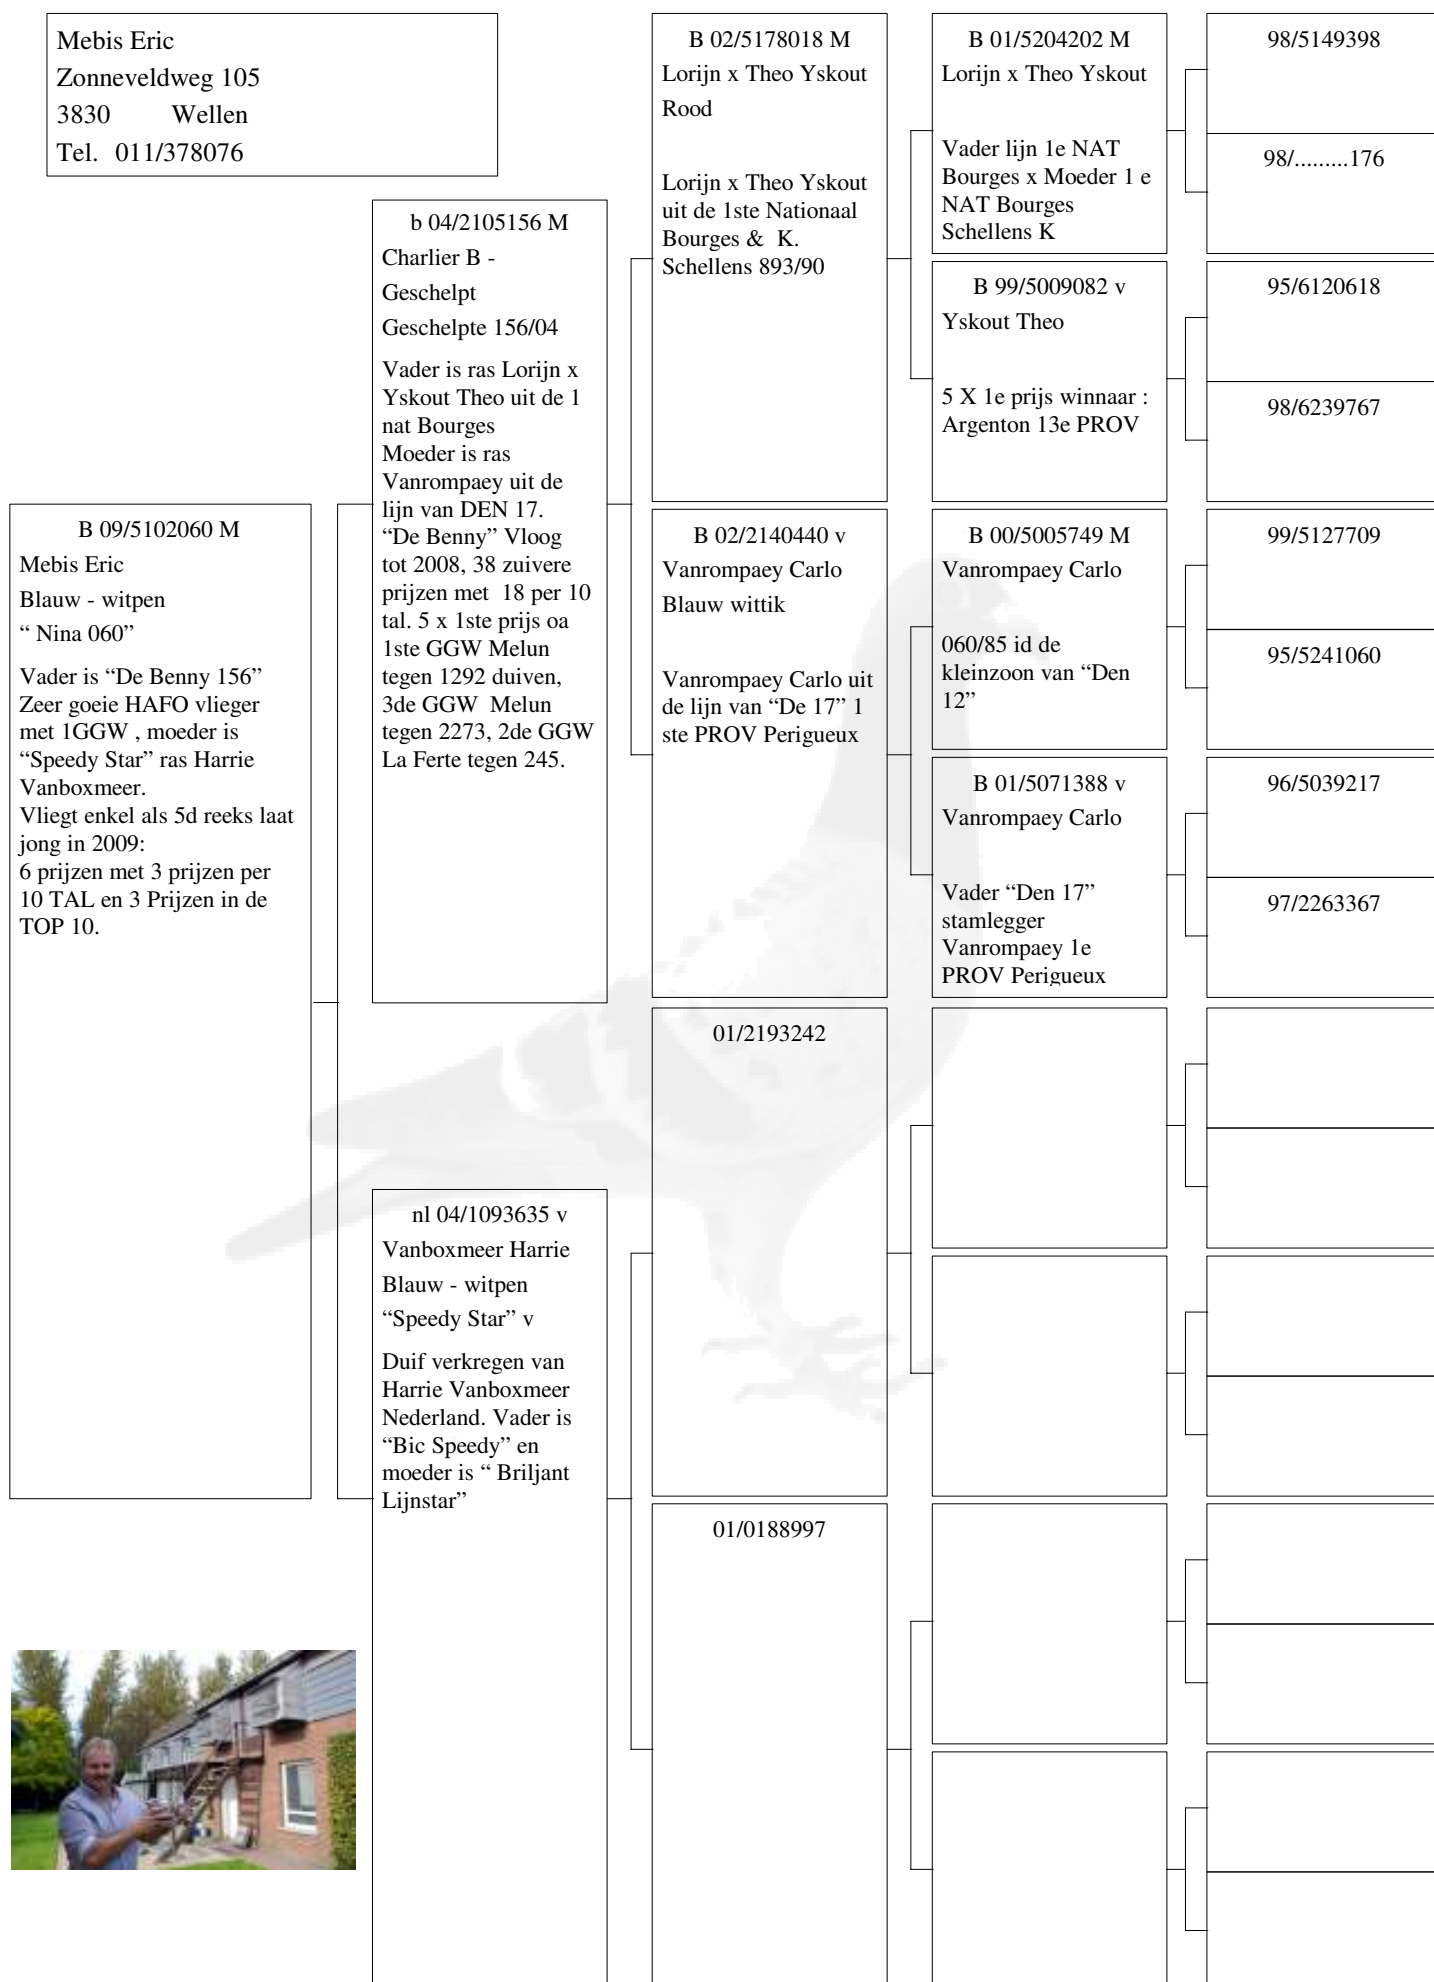 Mebis Eric
Zonneveldweg 105
3830 Wellen
Tel. 011/378076
B 09/5102060 M
Mebis Eric
Blauw - witpen
“ Nina 060”
Vader is “De Benny 156”
Zeer goeie HAFO vlieger
met 1GGW , moeder is
“Speedy Star” ras Harrie
Vanboxmeer.
Vliegt enkel als 5d reeks laat
jong in 2009:
6 prijzen met 3 prijzen per
10 TAL en 3 Prijzen in de
TOP 10.
b 04/2105156 M
Charlier B -
Geschelpt
Geschelpte 156/04
Vader is ras Lorijn x
Yskout Theo uit de 1
nat Bourges
Moeder is ras
Vanrompaey uit de
lijn van DEN 17.
“De Benny” Vloog
tot 2008, 38 zuivere
prijzen met 18 per 10
tal. 5 x 1ste prijs oa
1ste GGW Melun
tegen 1292 duiven,
3de GGW Melun
tegen 2273, 2de GGW
La Ferte tegen 245.
nl 04/1093635 v
Vanboxmeer Harrie
Blauw - witpen
“Speedy Star” v
Duif verkregen van
Harrie Vanboxmeer
Nederland. Vader is
“Bic Speedy” en
moeder is “ Briljant
Lijnstar”
B 02/5178018 M
Lorijn x Theo Yskout
Rood
Lorijn x Theo Yskout
uit de 1ste Nationaal
Bourges & K.
Schellens 893/90
B 02/2140440 v
Vanrompaey Carlo
Blauw wittik
Vanrompaey Carlo uit
de lijn van “De 17” 1
ste PROV Perigueux
01/2193242
01/0188997
B 01/5204202 M
Lorijn x Theo Yskout
Vader lijn 1e NAT
Bourges x Moeder 1 e
NAT Bourges
Schellens K
B 99/5009082 v
Yskout Theo
5 X 1e prijs winnaar :
Argenton 13e PROV
B 00/5005749 M
Vanrompaey Carlo
060/85 id de
kleinzoon van “Den
12”
B 01/5071388 v
Vanrompaey Carlo
Vader “Den 17”
stamlegger
Vanrompaey 1e
PROV Perigueux
98/5149398
98/.........176
95/6120618
98/6239767
99/5127709
95/5241060
96/5039217
97/2263367